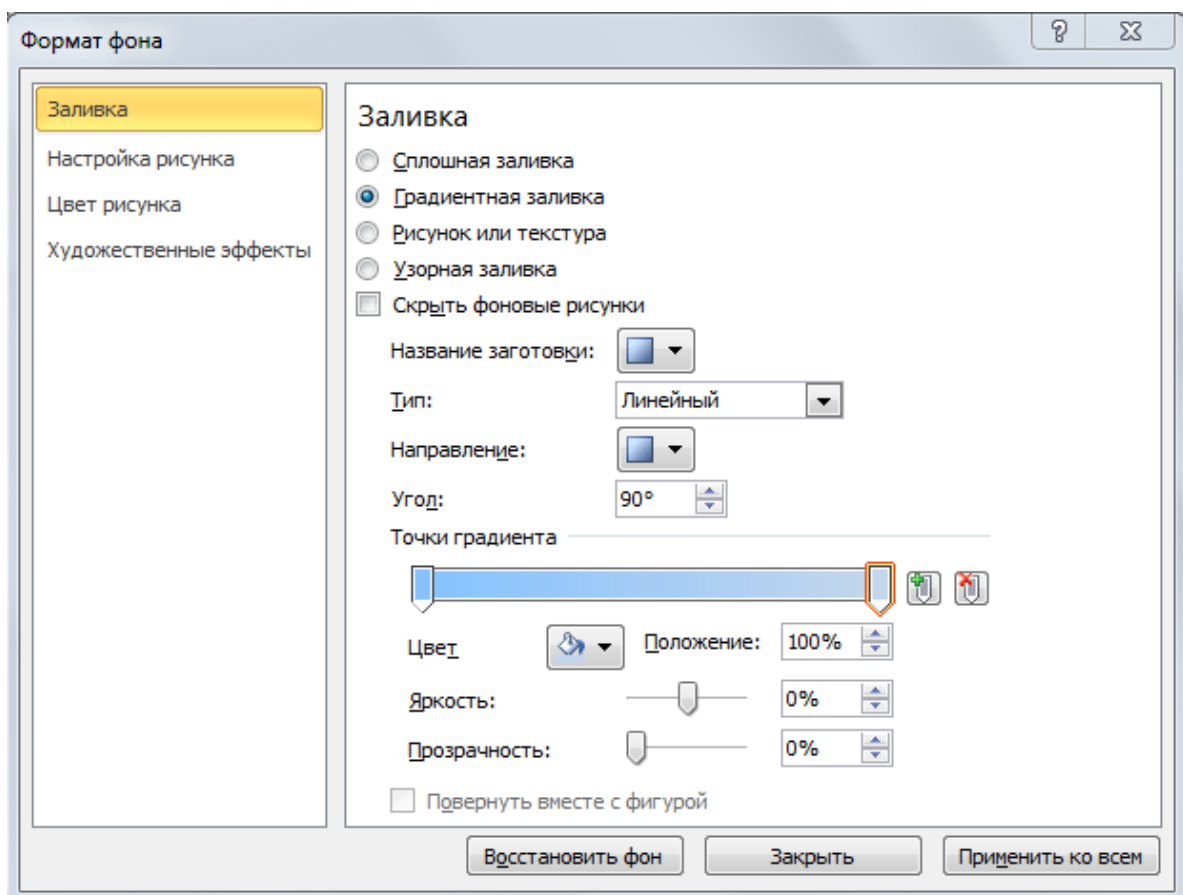 Формат фона
Заливка
Настройка рисунка
Цвет рисунка
Художественные эффекты
Заливка
Сплошная заливка
Градиентная заливка
Рисунок или текстура
Узорная заливка
Скрыть фоновые рисунки
Название заготовки:
Тип: Линейный
Направление:
Угол: 90°
Точки градиента
Цвет Положение: 100%
Яркость: 0%
Прозрачность: 0%
Повернуть вместе с фигурой
Восстановить фон Закрыть Применить ко всем